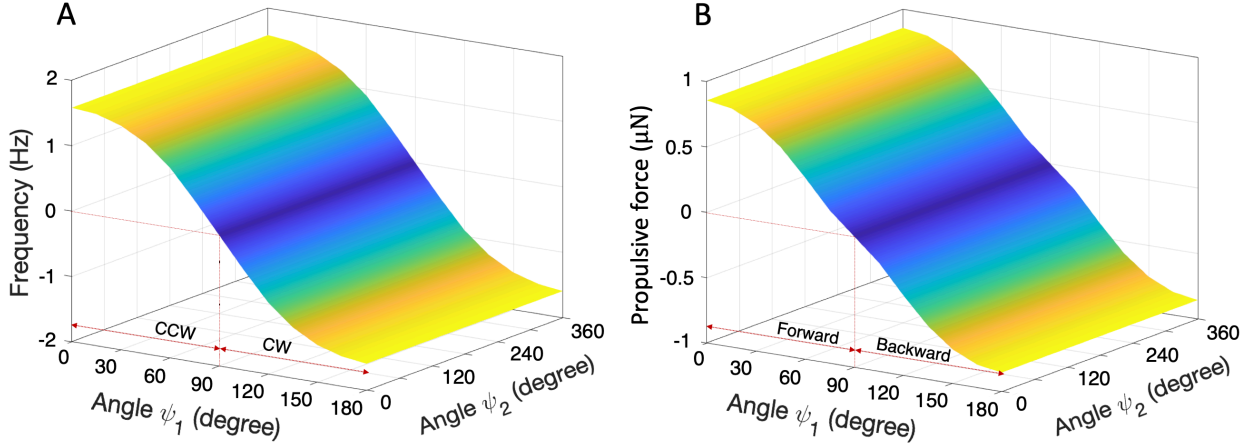 A
Frequency (Hz)
2
1
0
-1
-2
CCW
CW
0
30
60
90
120
150
180
Angle ψ1 (degree)
0
120
240
360
Angle ψ2 (degree)
B
Propulsive force (μN)
1
0.5
0
-0.5
-1
Forward
Backward
0
30
60
90
120
150
180
Angle ψ1 (degree)
0
120
240
360
Angle ψ2 (degree)